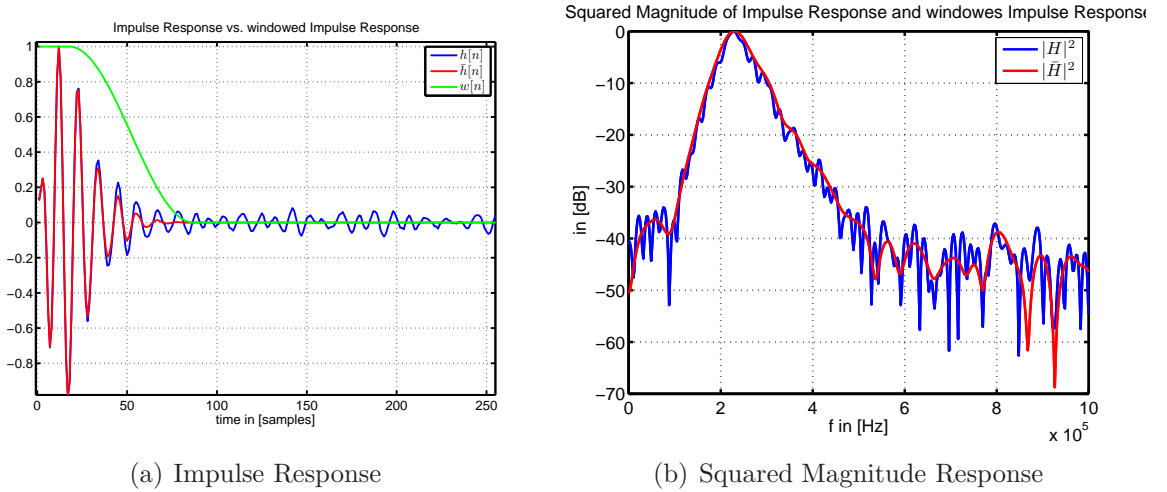 Impulse Response vs. windowed Impulse Response
h[n]
h̄[n]
w[n]
1
0.8
0.6
0.4
0.2
0
−0.2
−0.4
−0.6
−0.8
0 50 100 150 200 250
time in [samples]
(a) Impulse Response
Squared Magnitude of Impulse Response and windowes Impulse Response
|H|²
|H̄|²
in [dB]
0
−10
−20
−30
−40
−50
−60
−70
0 2 4 6 8 10
f in [Hz]
x 10⁵
(b) Squared Magnitude Response